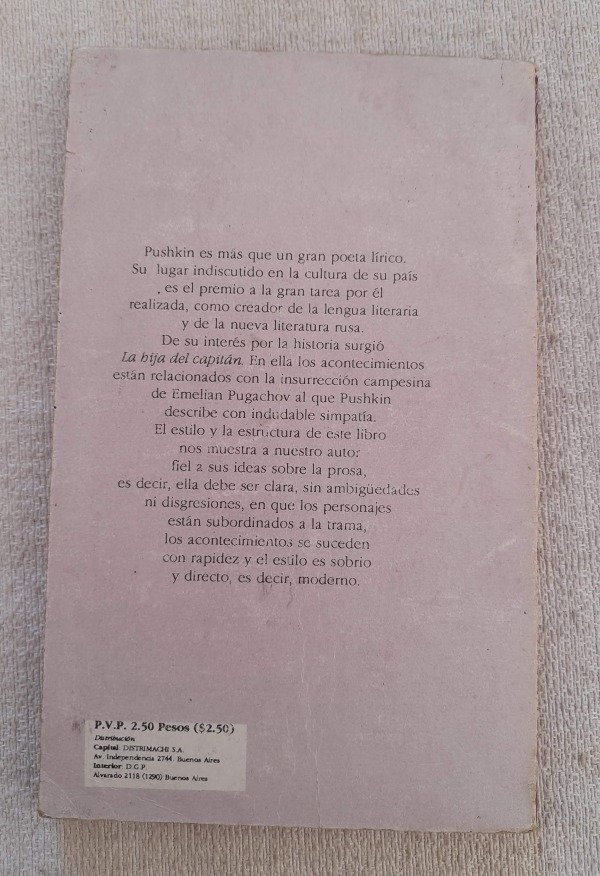 Pushkin es más que un gran poeta lírico.
Su lugar indiscutido en la cultura de su país
es el premio a la gran tarea por él
realizada, como creador de la lengua literaria
y de la nueva literatura rusa.
De su interés por la historia surgió
La hija del capitán. En ella los acontecimientos
están relacionados con la insurrección campesina
de Emelian Pugachov al que Pushkin
describe con indudable simpatía.
El estilo y la estructura de este libro
nos muestra a nuestro autor
fiel a sus ideas sobre la prosa,
es decir, ella debe ser clara, sin ambigüedades
ni disgresiones, en que los personajes
están subordinados a la trama,
los acontecimientos se suceden
con rapidez y el estilo es sobrio
y directo, es decir, moderno.
P.V.P. 2.50 Pesos ($2.50)
Distribución
Capital: DISTRIMACHI S.A.
Av. Independencia 2744 Buenos Aires
Interior: D.G.P.
Alvarado 2118 (1290) Buenos Aires